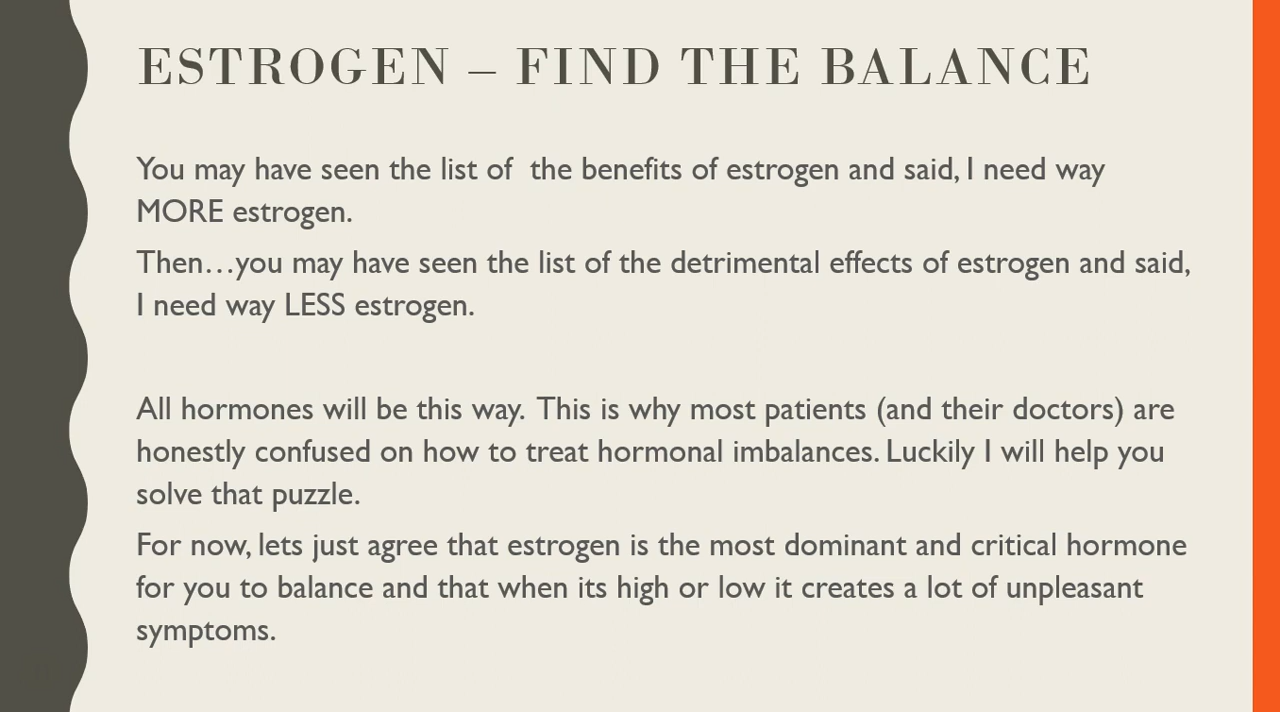 ESTROGEN – FIND THE BALANCE
You may have seen the list of  the benefits of estrogen and said, I need way
MORE estrogen.
Then…you may have seen the list of the detrimental effects of estrogen and said,
I need way LESS estrogen.
All hormones will be this way.  This is why most patients (and their doctors) are
honestly confused on how to treat hormonal imbalances. Luckily I will help you
solve that puzzle.
For now, lets just agree that estrogen is the most dominant and critical hormone
for you to balance and that when its high or low it creates a lot of unpleasant
symptoms.